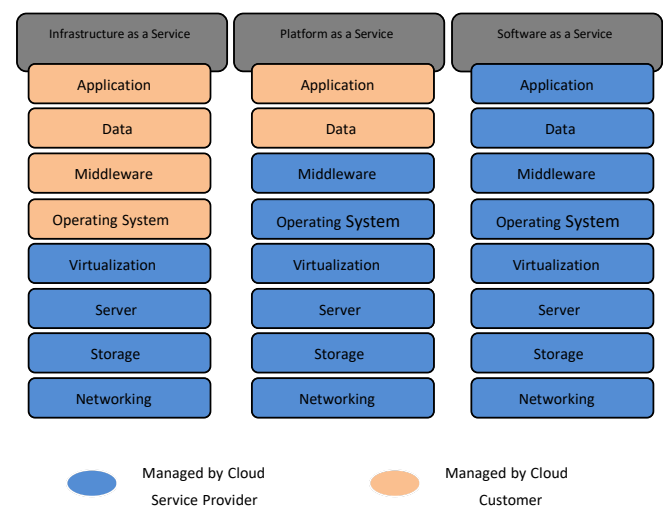 Infrastructure as a Service
Platform as a Service
Software as a Service
Application
Application
Application
Data
Data
Data
Middleware
Middleware
Middleware
Operating System
Operating System
Operating System
Virtualization
Virtualization
Virtualization
Server
Server
Server
Storage
Storage
Storage
Networking
Networking
Networking
Managed by Cloud
Service Provider
Managed by Cloud
Customer